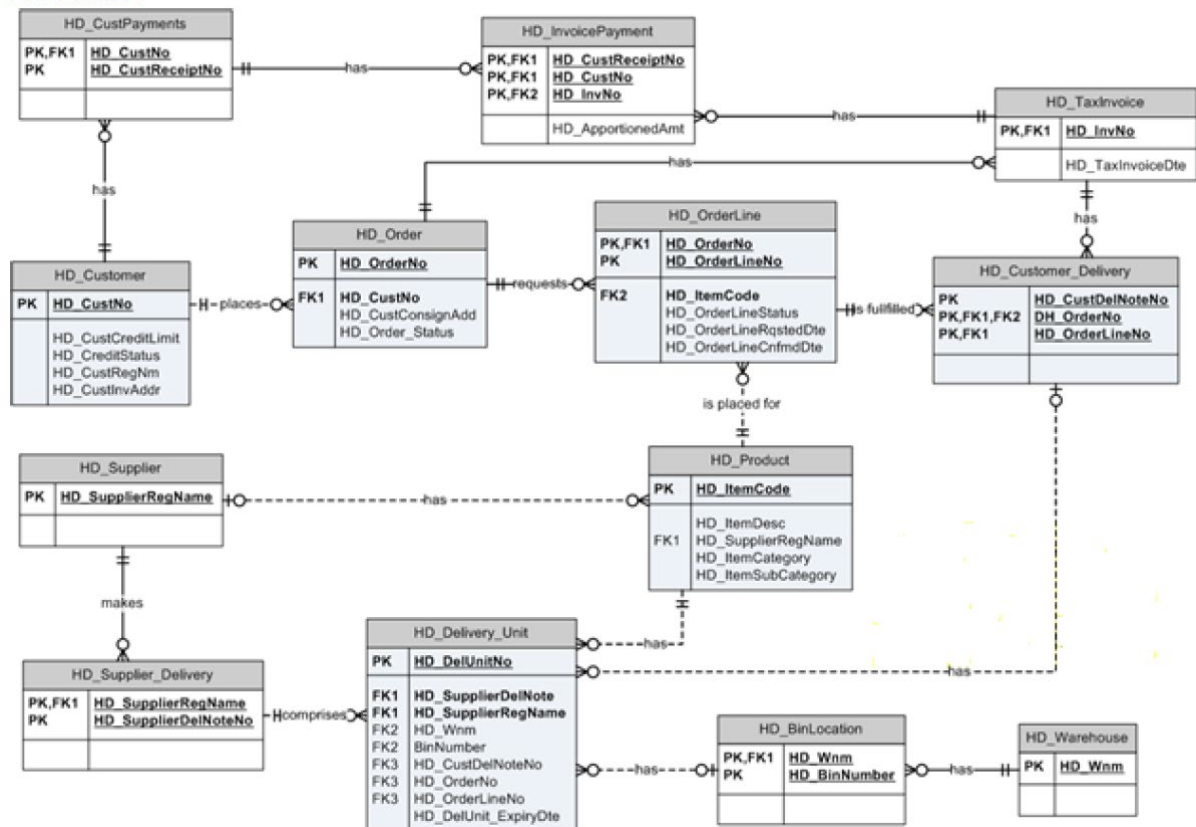 HD_CustPayments
PK,FK1 HD_CustNo
PK HD_CustReceiptNo
has
HD_InvoicePayment
PK,FK1 HD_CustReceiptNo
PK,FK1 HD_CustNo
PK,FK2 HD_InvNo
HD_ApportionedAmt
has
HD_TaxInvoice
PK,FK1 HD_InvNo
HD_TaxInvoiceDte
has
has
has
HD_Order
PK HD_OrderNo
FK1 HD_CustNo
HD_CustConsignAdd
HD_Order_Status
HD_OrderLine
PK,FK1 HD_OrderNo
PK HD_OrderLineNo
FK2 HD_ItemCode
HD_OrderLineStatus
HD_OrderLineRqstedDte
HD_OrderLineCnfmdDte
HD_Customer
PK HD_CustNo
HD_CustCreditLimit
HD_CreditStatus
HD_CustRegNm
HD_CustInvAddr
places
requests
is fullfilled
HD_Customer_Delivery
PK HD_CustDelNoteNo
PK,FK1,FK2 DH_OrderNo
PK,FK1 HD_OrderLineNo
is placed for
HD_Supplier
PK HD_SupplierRegName
has
HD_Product
PK HD_ItemCode
HD_ItemDesc
FK1 HD_SupplierRegName
HD_ItemCategory
HD_ItemSubCategory
makes
has
has
HD_Supplier_Delivery
PK,FK1 HD_SupplierRegName
PK HD_SupplierDelNoteNo
comprises
HD_Delivery_Unit
PK HD_DelUnitNo
FK1 HD_SupplierDelNote
FK1 HD_SupplierRegName
FK2 HD_Wnm
FK2 BinNumber
FK3 HD_CustDelNoteNo
FK3 HD_OrderNo
FK3 HD_OrderLineNo
HD_DelUnit_ExpiryDte
has
HD_BinLocation
PK,FK1 HD_Wnm
PK HD_BinNumber
has
HD_Warehouse
PK HD_Wnm